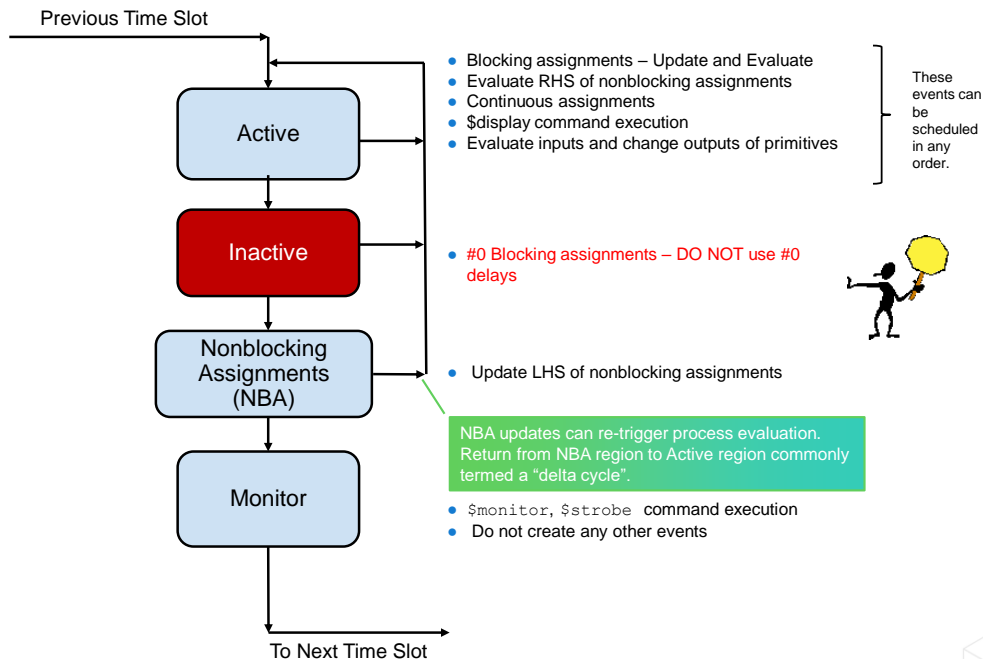 Previous Time Slot
Active
Blocking assignments – Update and Evaluate
Evaluate RHS of nonblocking assignments
Continuous assignments
$display command execution
Evaluate inputs and change outputs of primitives
These
events can
be
scheduled
in any
order.
Inactive
#0 Blocking assignments – DO NOT use #0
delays
Nonblocking
Assignments
(NBA)
Update LHS of nonblocking assignments
NBA updates can re-trigger process evaluation.
Return from NBA region to Active region commonly
termed a “delta cycle”.
Monitor
$monitor, $strobe command execution
Do not create any other events
To Next Time Slot